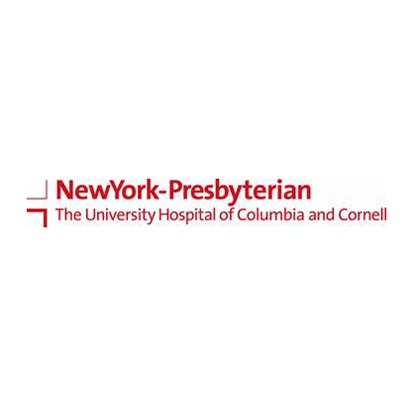 NewYork-Presbyterian
The University Hospital of Columbia and Cornell